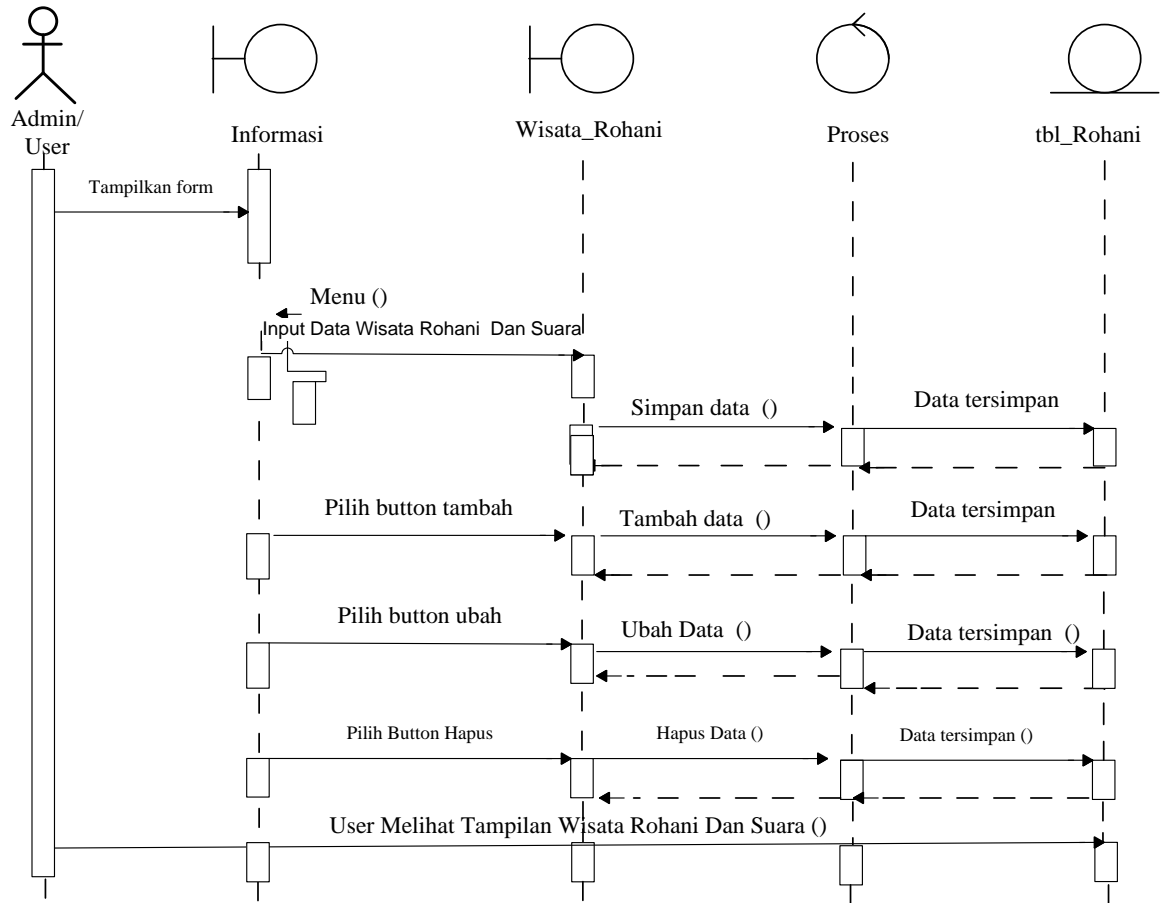 Admin/
User
Informasi
Wisata_Rohani
Proses
tbl_Rohani
Tampilkan form
Menu ()
Input Data Wisata Rohani Dan Suara
Simpan data ()
Data tersimpan
Pilih button tambah
Tambah data ()
Data tersimpan
Pilih button ubah
Ubah Data ()
Data tersimpan ()
Pilih Button Hapus
Hapus Data ()
Data tersimpan ()
User Melihat Tampilan Wisata Rohani Dan Suara ()